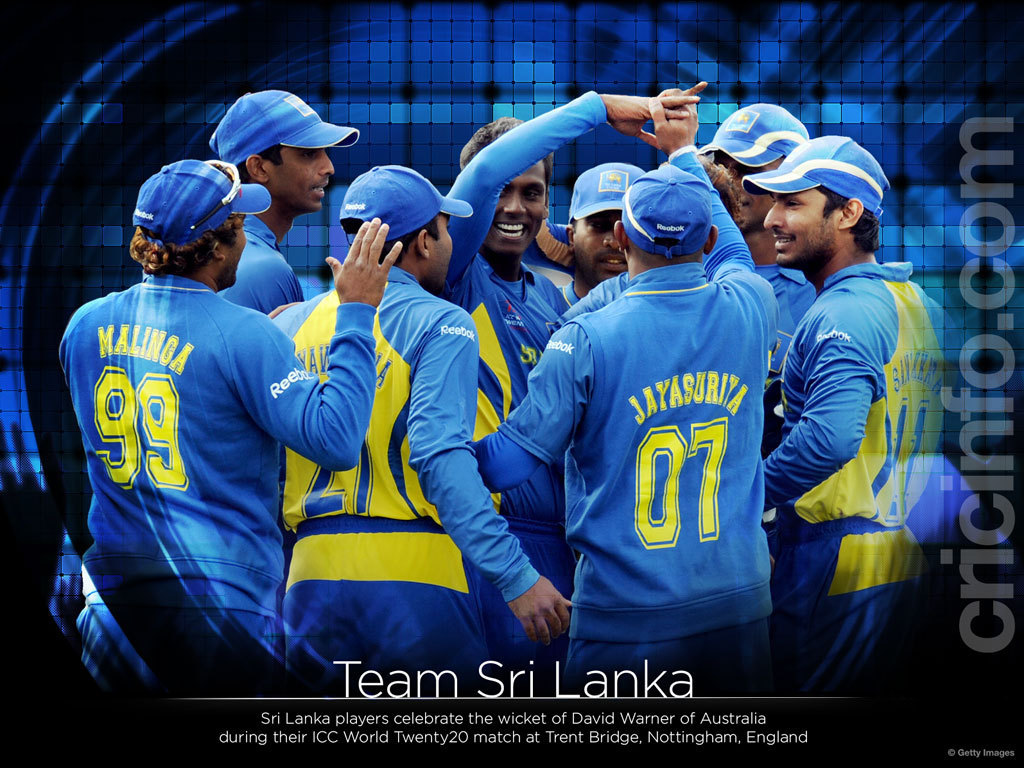 Reebok
Reebok
MALINGA
99
Reebok
Reebok
Reebok
JAYASURIYA
07
Reebok
Reebok
cricinfo.com
Team Sri Lanka
Sri Lanka players celebrate the wicket of David Warner of Australia
during their ICC World Twenty20 match at Trent Bridge, Nottingham, England
© Getty Images